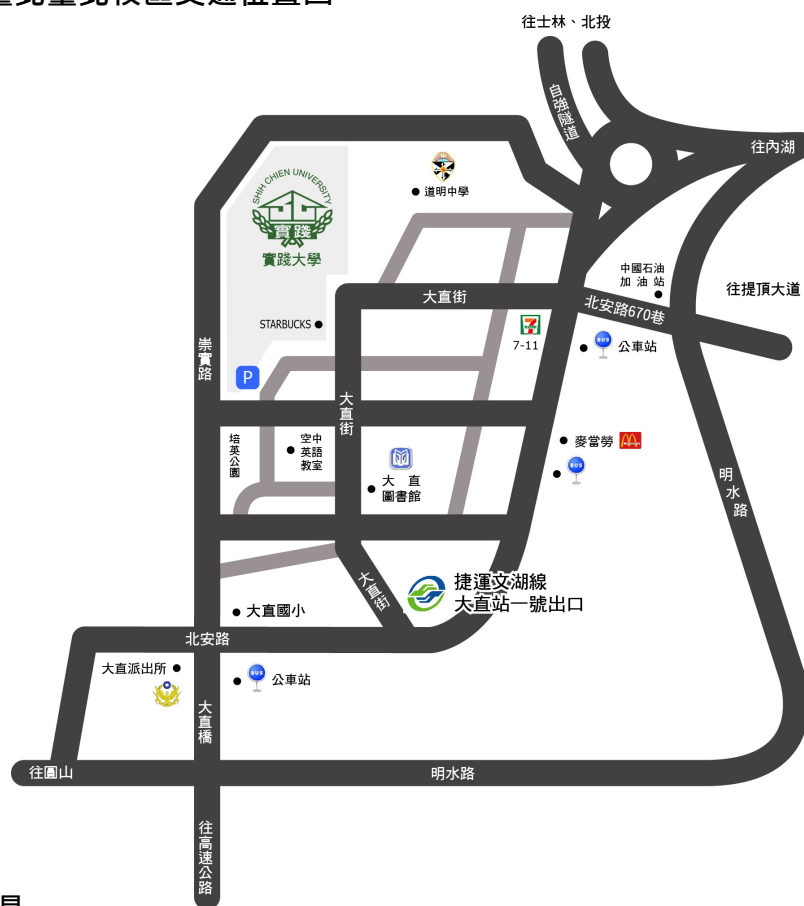 往士林、北投
自強隧道
往內湖
SHIH CHIEN UNIVERSITY
實踐
實踐大學
道明中學
中國石油
加油站
往提頂大道
大直街
北安路670巷
STARBUCKS
7-11
BUS
公車站
崇實路
P
大直街
麥當勞
BUS
培英公園
空中
英語
教室
大直
圖書館
明水路
大直街
捷運文湖線
大直站一號出口
大直國小
北安路
大直派出所
BUS
公車站
大直橋
往圓山
明水路
往高速公路